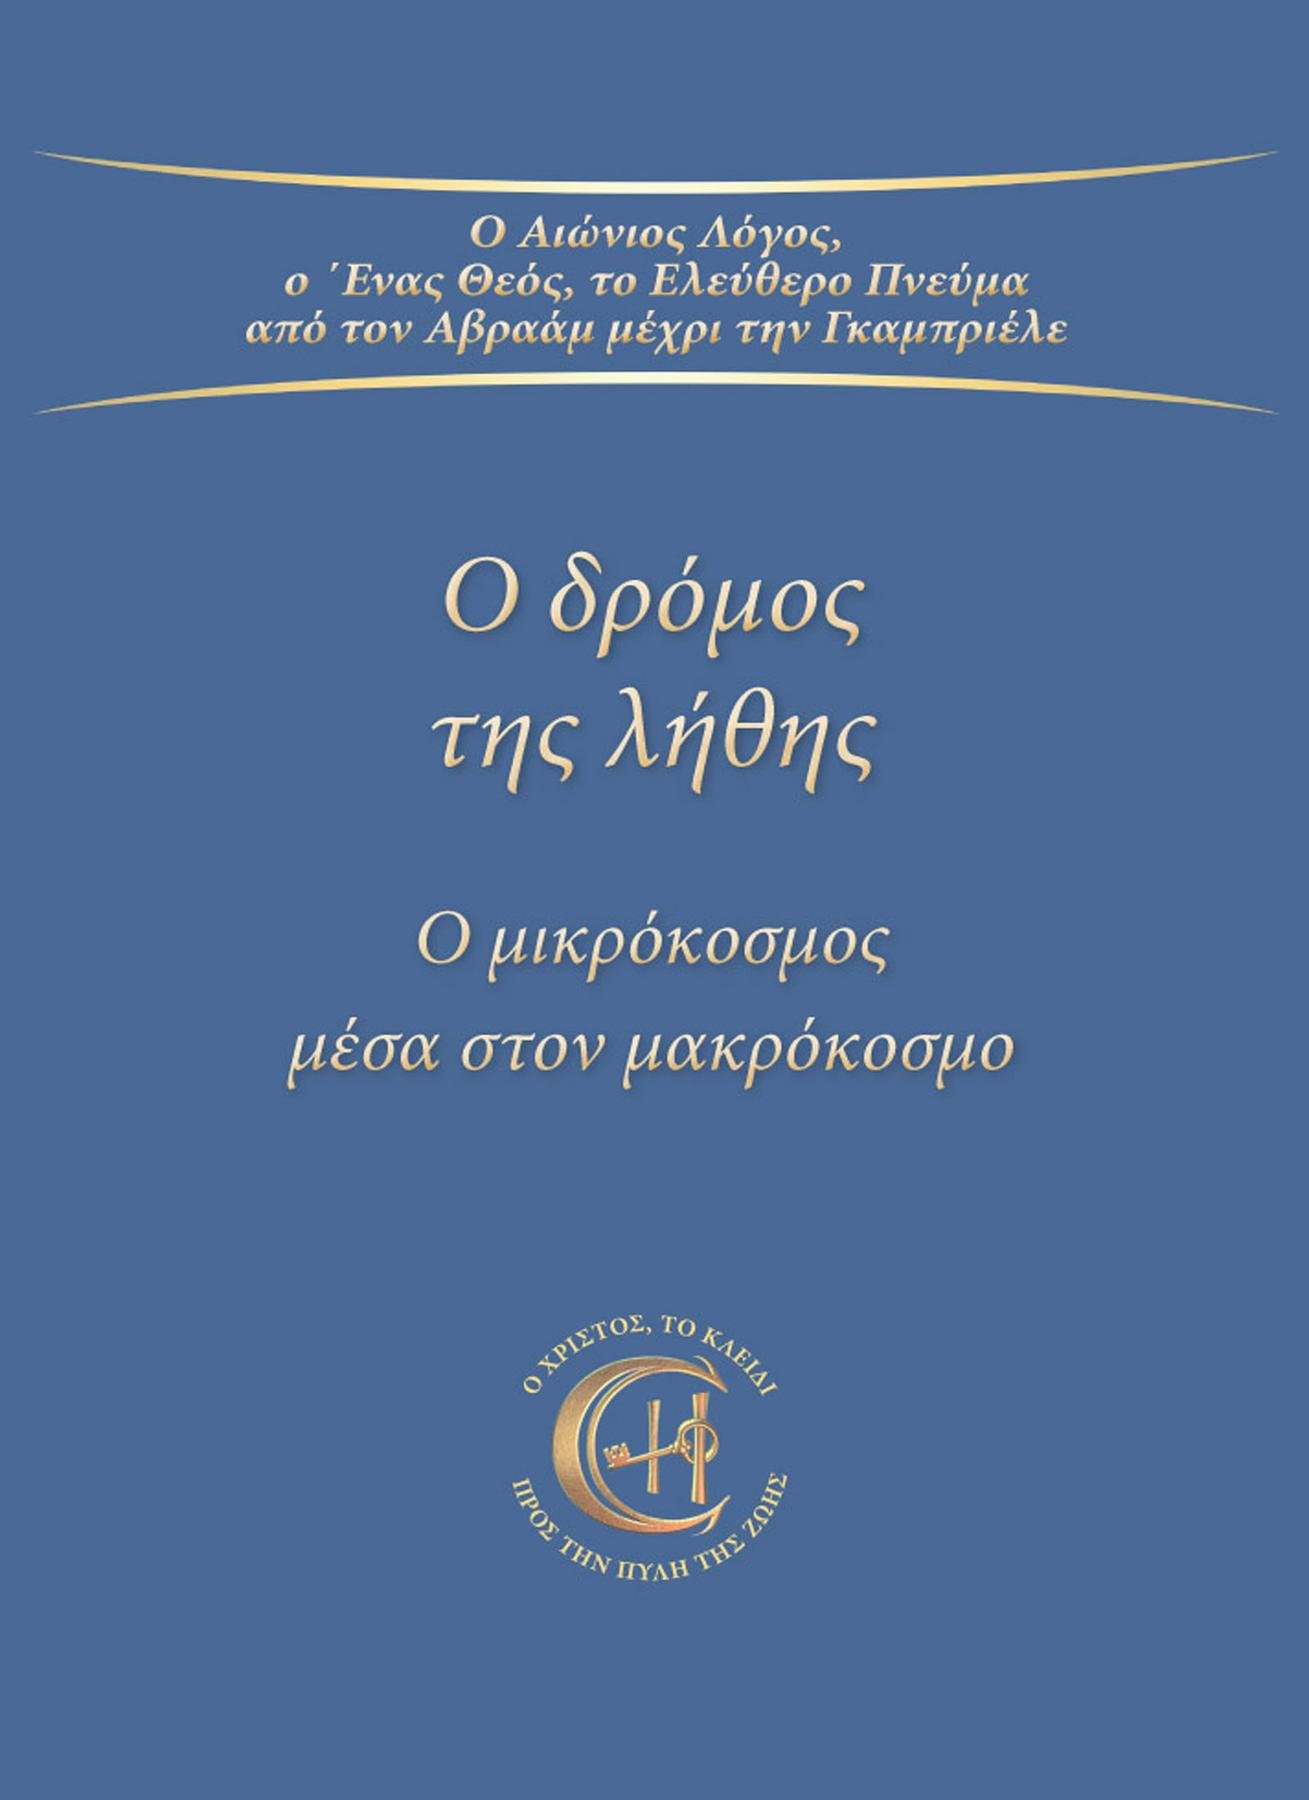 Ο Αιώνιος Λόγος,
ο ΄Ενας Θεός, το Ελεύθερο Πνεύμα
από τον Αβραάμ μέχρι την Γκαμπριέλε
Ο δρόμος
της λήθης
Ο μικρόκοσμος
μέσα στον μακρόκοσμο
Ο ΧΡΙΣΤΟΣ, ΤΟ ΚΛΕΙΔΙ
ΠΡΟΣ ΤΗΝ ΠΥΛΗ ΤΗΣ ΖΩΗΣ